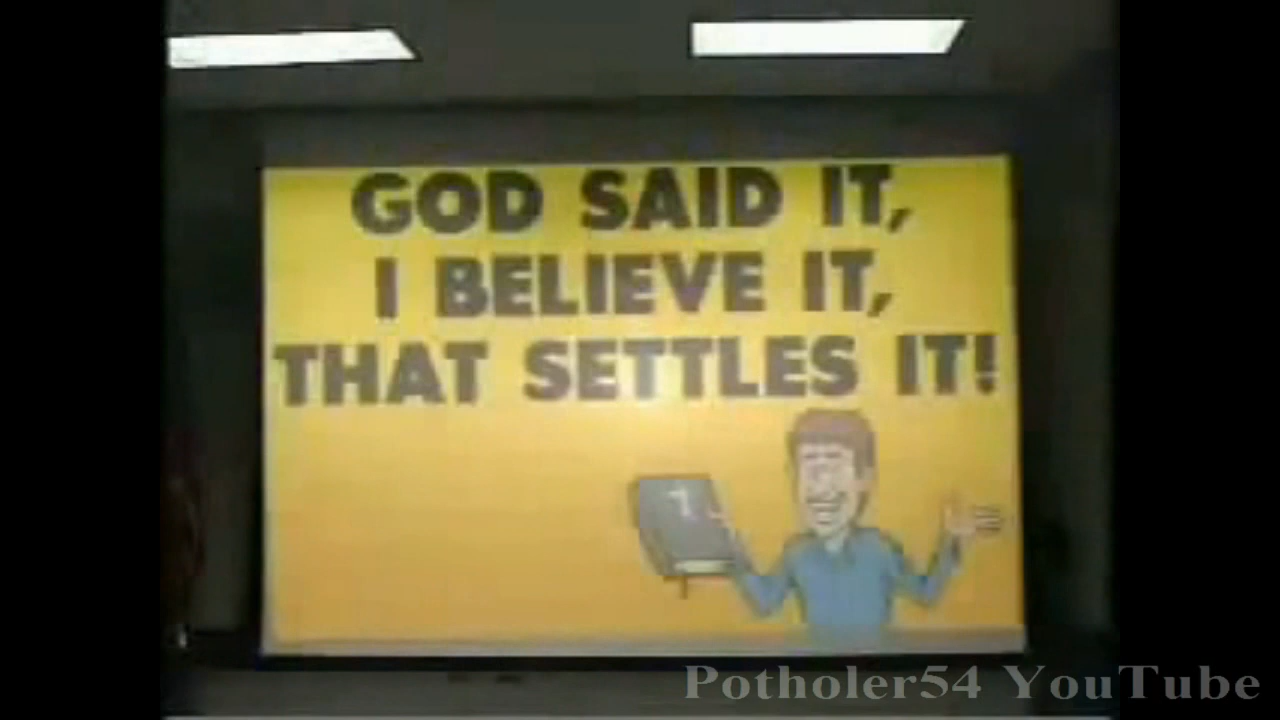 GOD SAID IT,
I BELIEVE IT,
THAT SETTLES IT!
Potholer54 YouTube